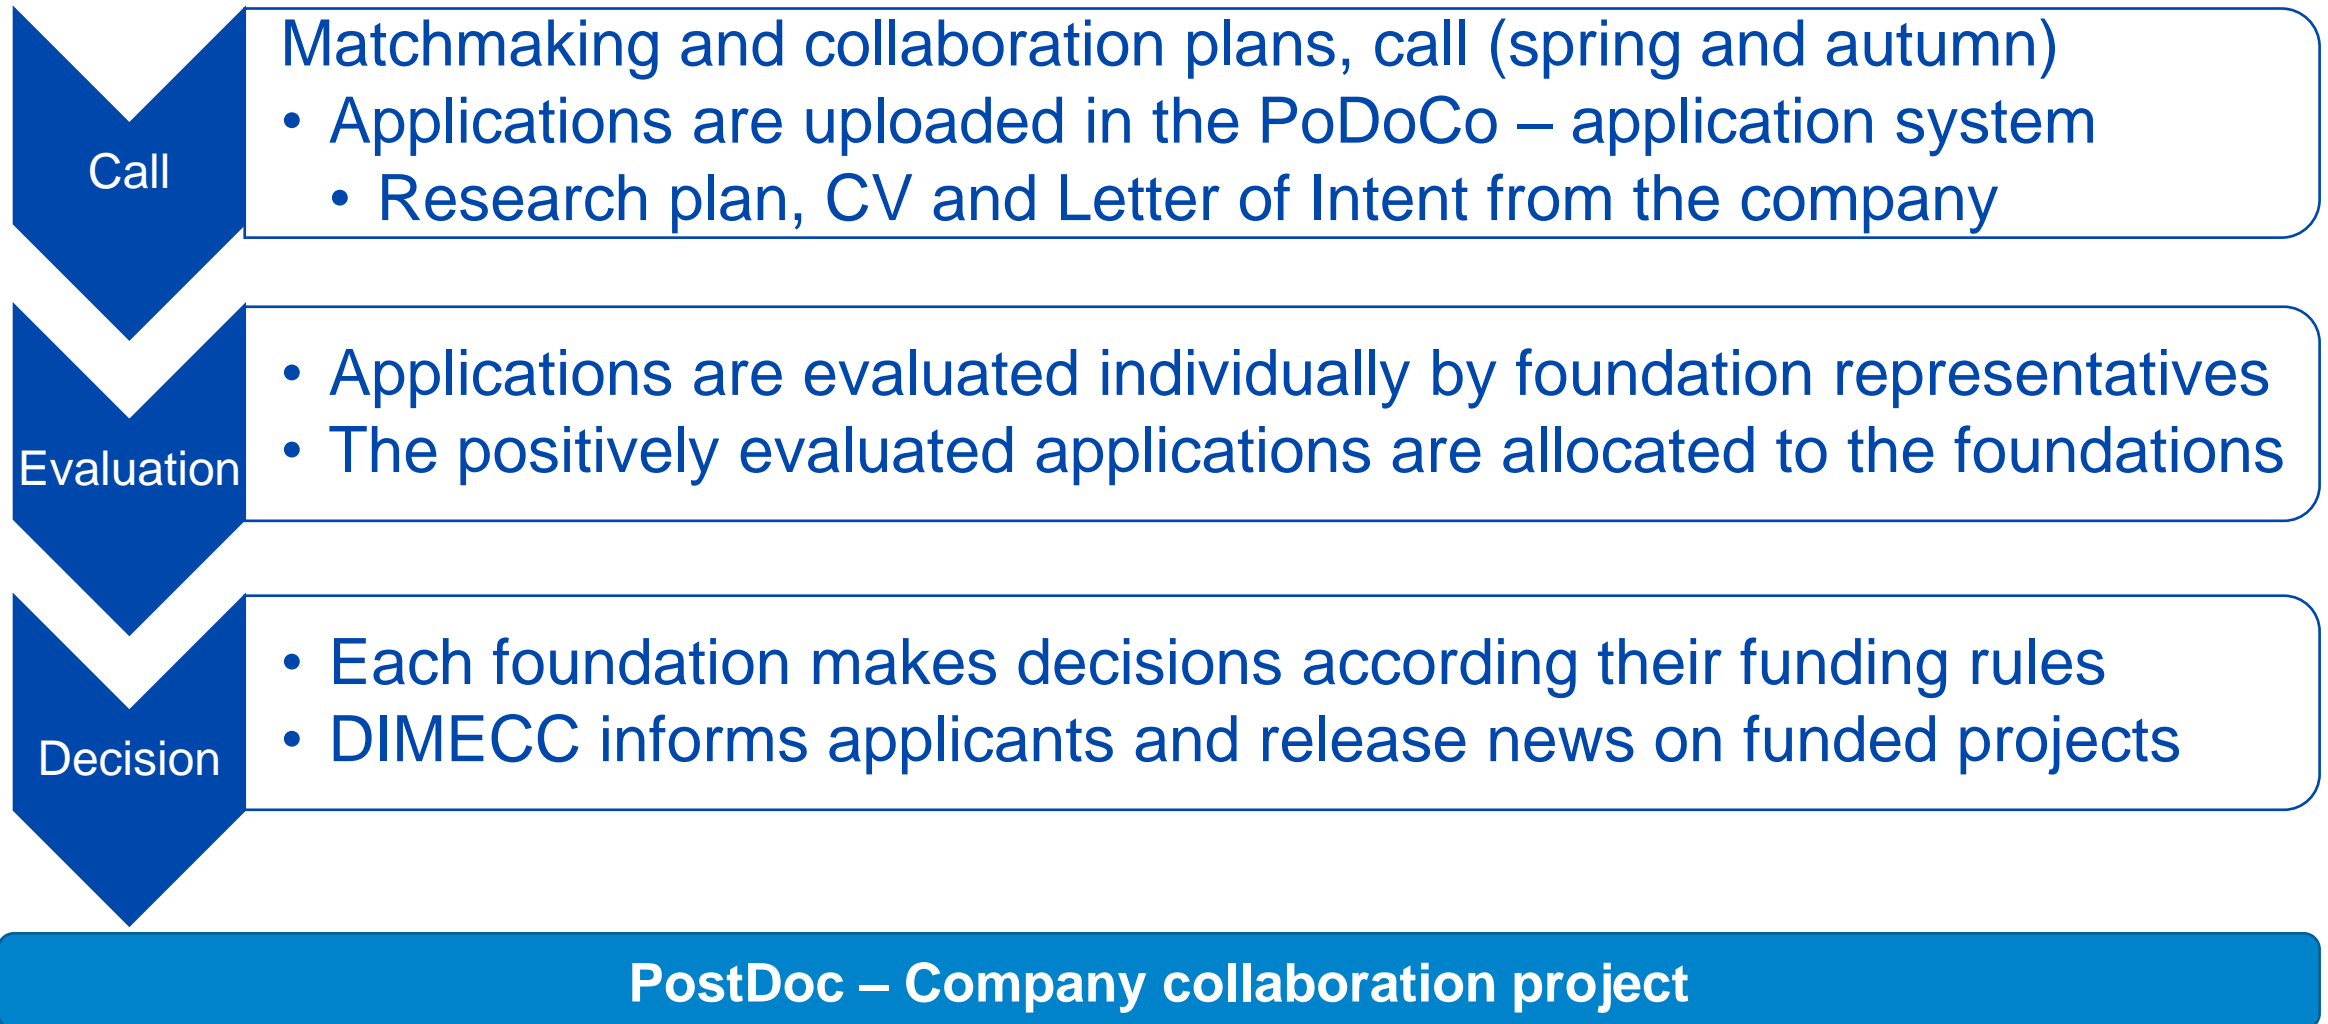 Call
Matchmaking and collaboration plans, call (spring and autumn)
• Applications are uploaded in the PoDoCo – application system
• Research plan, CV and Letter of Intent from the company
Evaluation
• Applications are evaluated individually by foundation representatives
• The positively evaluated applications are allocated to the foundations
Decision
• Each foundation makes decisions according their funding rules
• DIMECC informs applicants and release news on funded projects
PostDoc – Company collaboration project